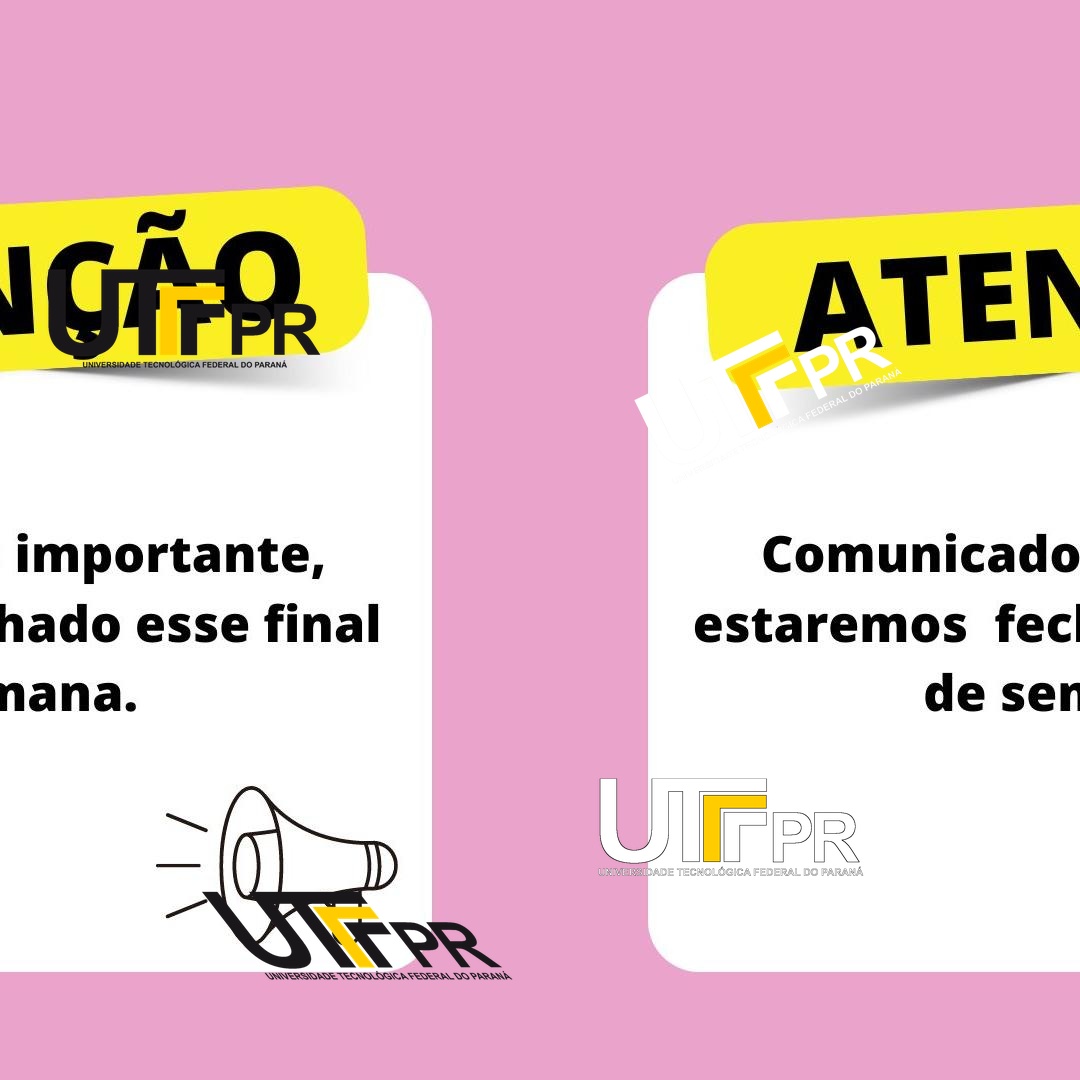 NÇÃO
UTFPR
UNIVERSIDADE TECNOLÓGICA FEDERAL DO PARANÁ
importante,
hado esse final
mana.
UTFPR
UNIVERSIDADE TECNOLÓGICA FEDERAL DO PARANÁ
ATEN
UTFPR
A FEDERAL DO PARANÁ
Comunicado
estaremos fech
de sem
UTFPR
UNIVERSIDADE TECNOLÓGICA FEDERAL DO PARANÁ